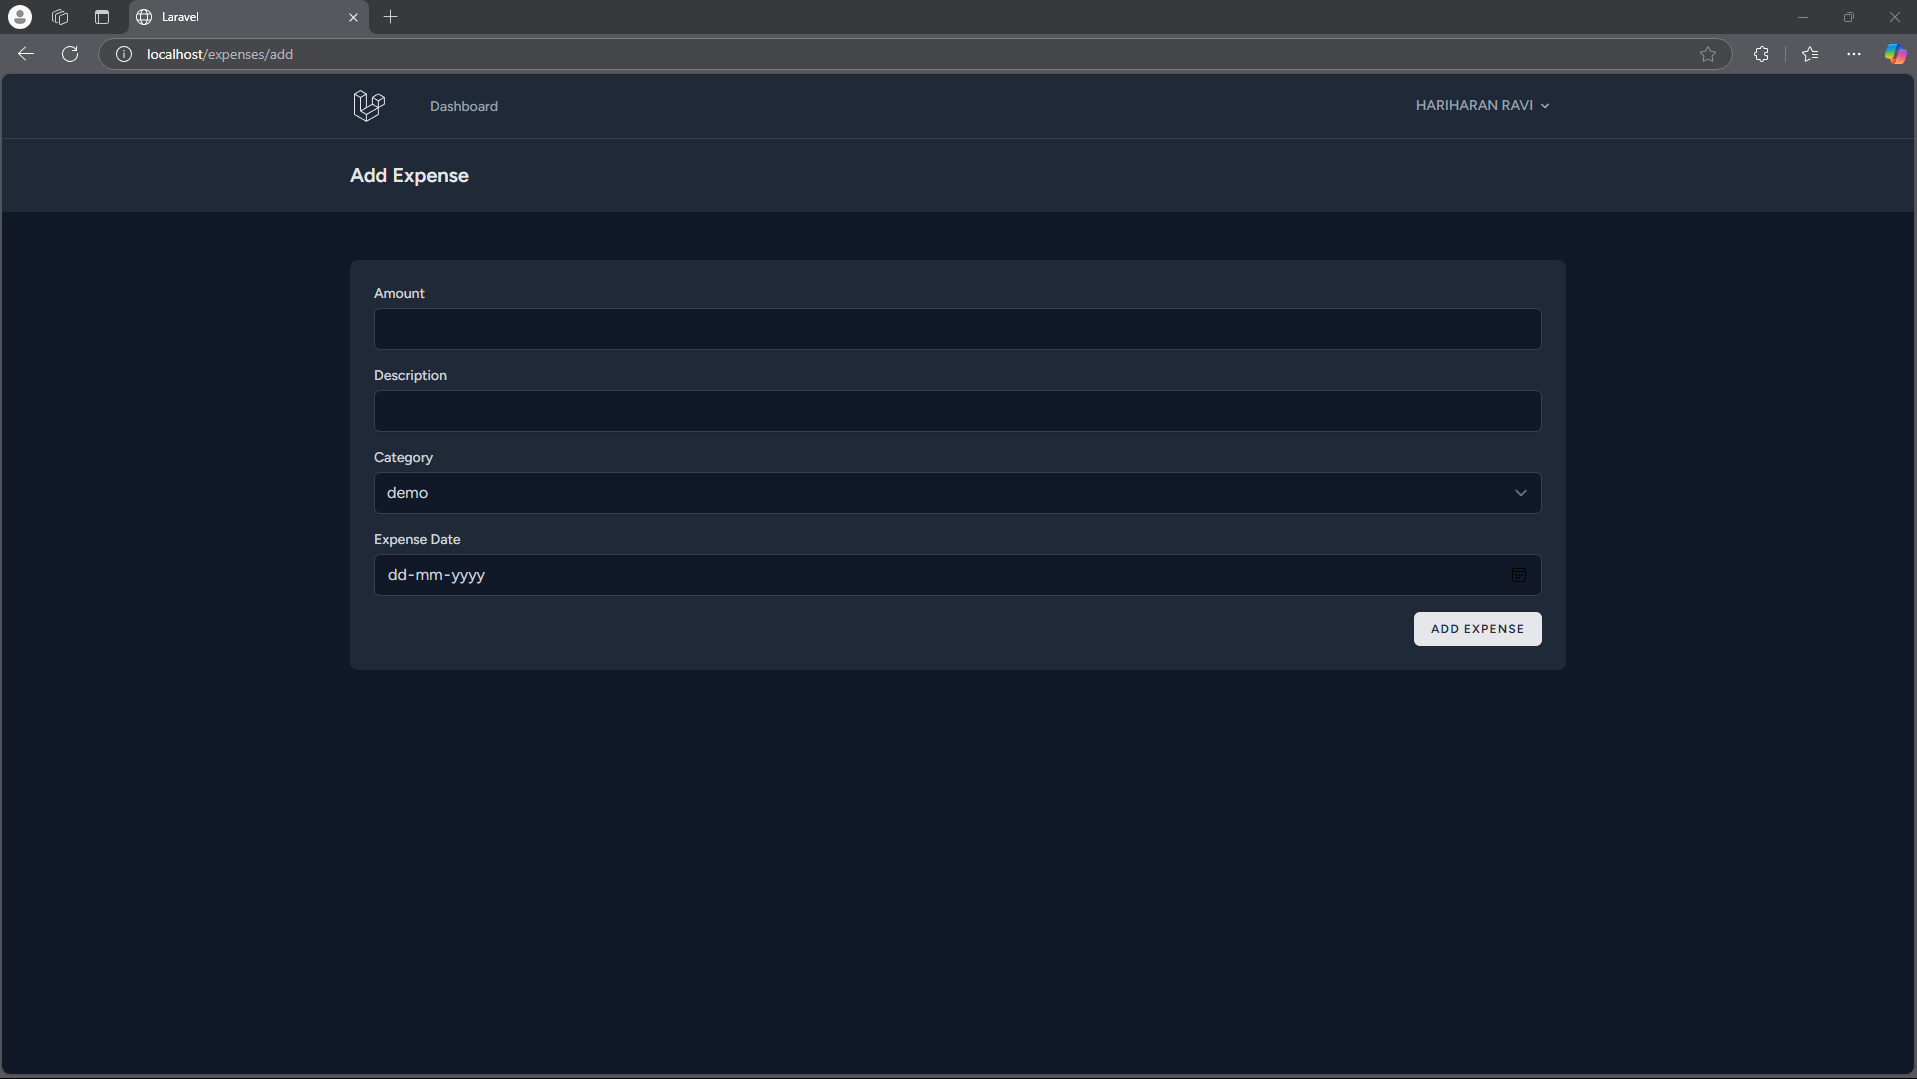 Laravel
localhost/expenses/add
Dashboard
HARIHARAN RAVI
Add Expense
Amount
Description
Category
demo
Expense Date
dd-mm-yyyy
ADD EXPENSE